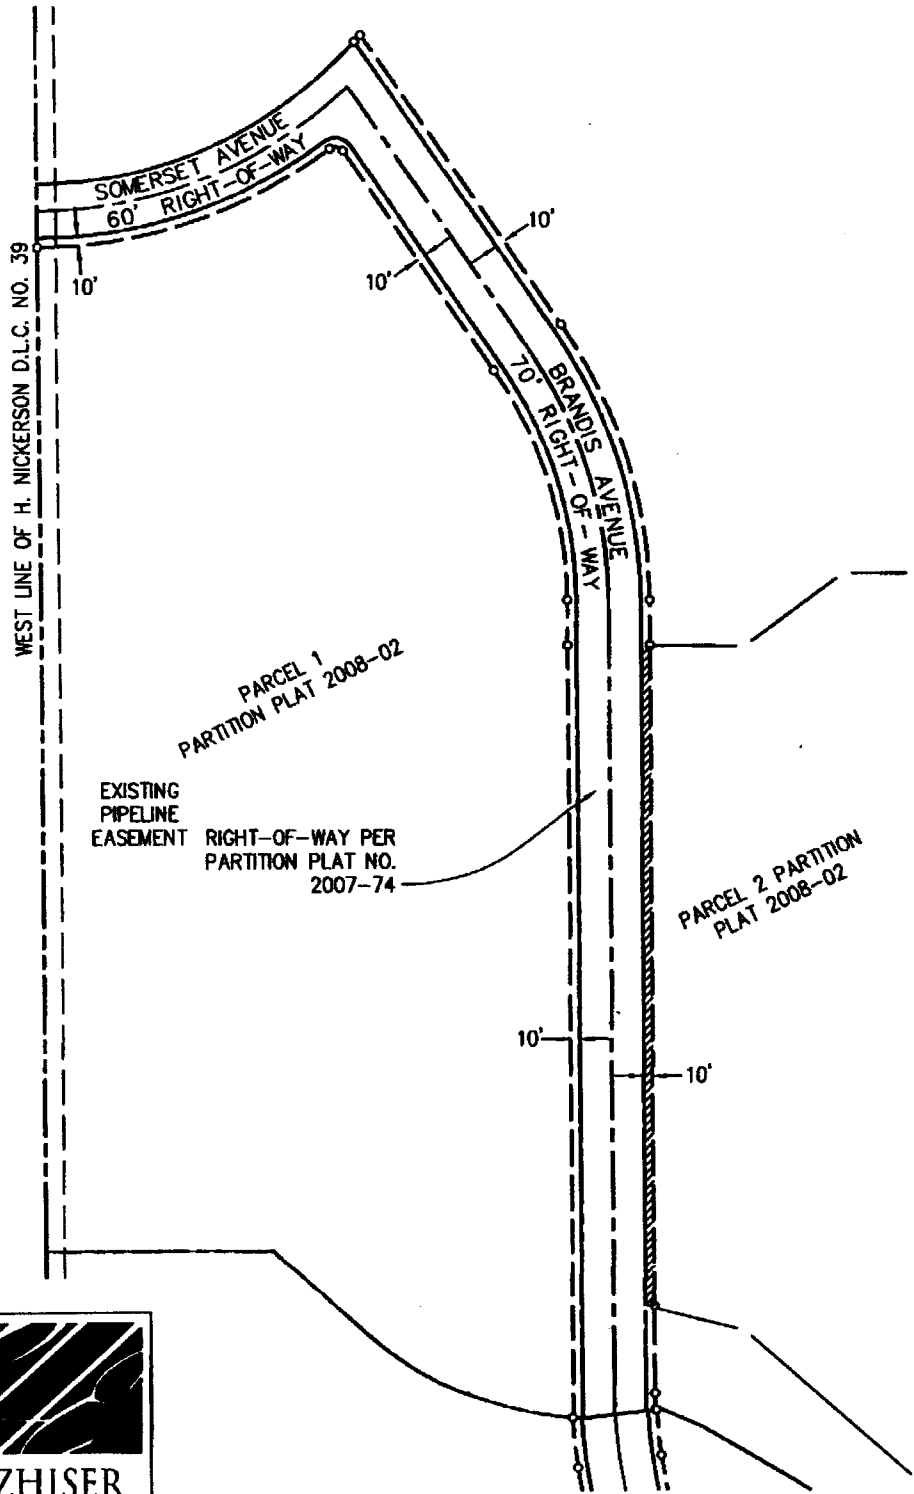 SOMERSET AVENUE
60' RIGHT-OF-WAY
10'
10'
10'
WEST LINE OF H. NICKERSON D.L.C. NO. 39
BRANDIS AVENUE
70' RIGHT-OF-WAY
PARCEL 1
PARTITION PLAT 2008-02
EXISTING
PIPELINE
EASEMENT
RIGHT-OF-WAY PER
PARTITION PLAT NO.
2007-74
PARCEL 2 PARTITION
PLAT 2008-02
10'
10'
ZHISER